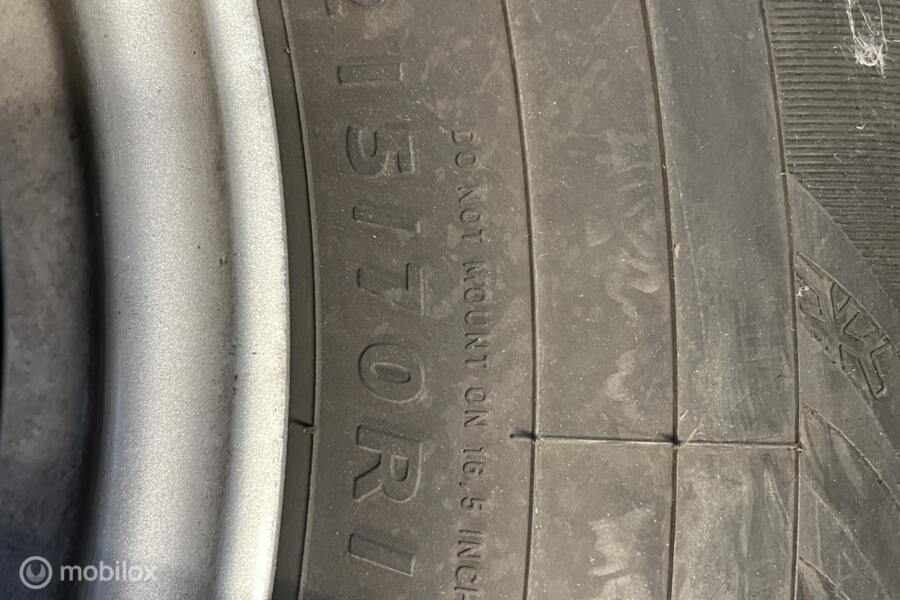 215/70R1
DO NOT MOUNT ON 16,5 INCH
mobilox